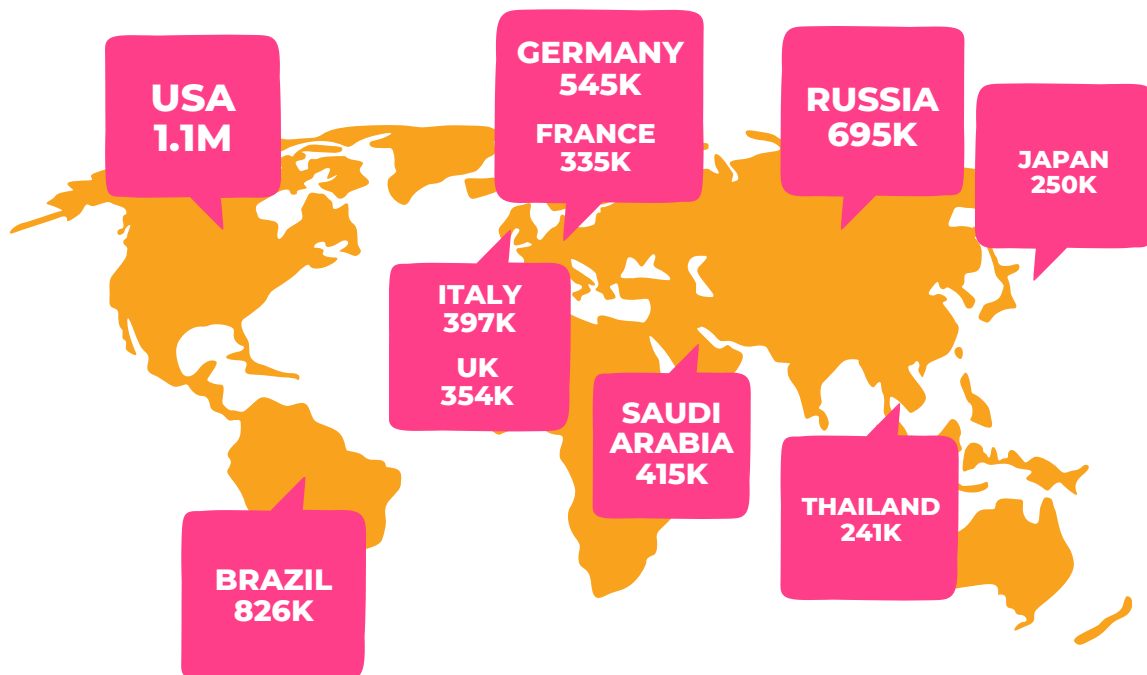 USA
1.1M
GERMANY
545K
FRANCE
335K
RUSSIA
695K
JAPAN
250K
ITALY
397K
UK
354K
SAUDI
ARABIA
415K
THAILAND
241K
BRAZIL
826K